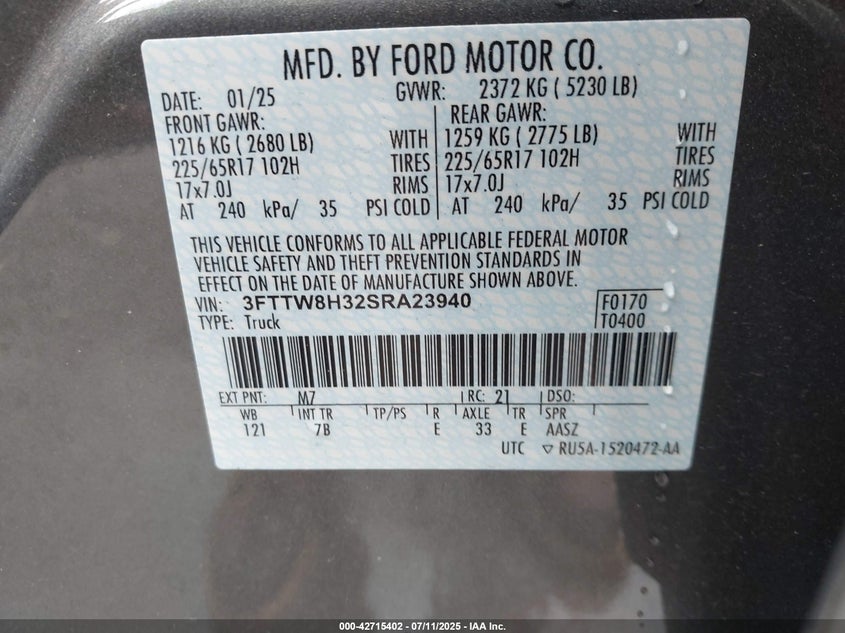 MFD. BY FORD MOTOR CO.
DATE: 01/25 GVWR: 2372 KG ( 5230 LB)
FRONT GAWR: REAR GAWR:
1216 KG ( 2680 LB) WITH 1259 KG ( 2775 LB) WITH
225/65R17 102H TIRES 225/65R17 102H TIRES
17x7.0J RIMS 17x7.0J RIMS
AT 240 kPa/ 35 PSI COLD AT 240 kPa/ 35 PSI COLD
THIS VEHICLE CONFORMS TO ALL APPLICABLE FEDERAL MOTOR
VEHICLE SAFETY AND THEFT PREVENTION STANDARDS IN
EFFECT ON THE DATE OF MANUFACTURE SHOWN ABOVE.
VIN: 3FTTW8H32SRA23940 F0170
TYPE: Truck T0400
EXT PNT: M7 RC: 21 DSO:
WB INT TR TP/PS R AXLE TR SPR
121 7B E 33 E AASZ
UTC ▽ RU5A-1520472-AA
000-42715402 - 07/11/2025 - IAA Inc.